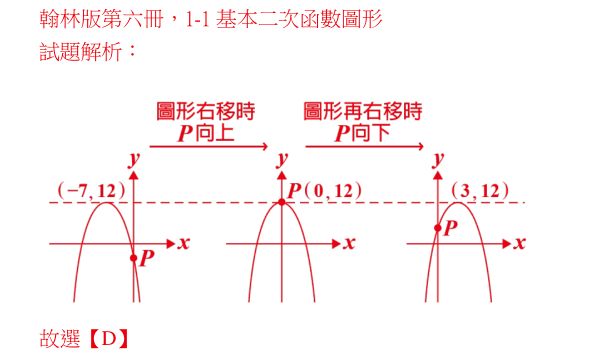 翰林版第六冊，1-1 基本二次函數圖形
試題解析：
圖形右移時 圖形再右移時
P向上 P向下
y y y
(−7, 12) P(0, 12) (3, 12)
P
x x x
P
故選【D】